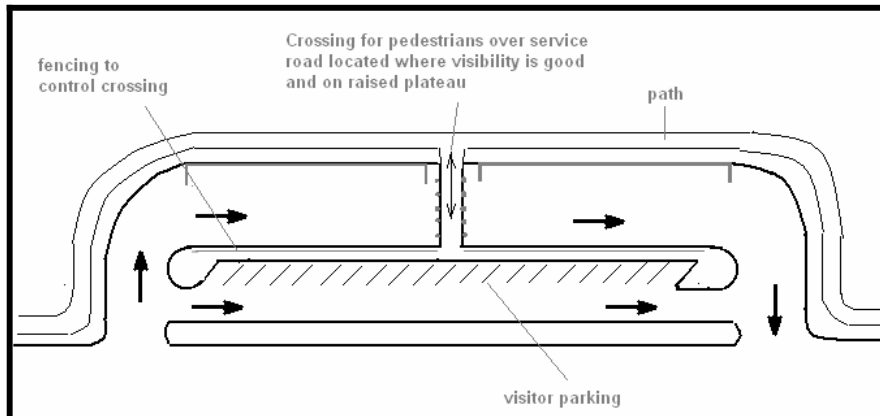 Crossing for pedestrians over service
road located where visibility is good
and on raised plateau
fencing to
control crossing
path
visitor parking